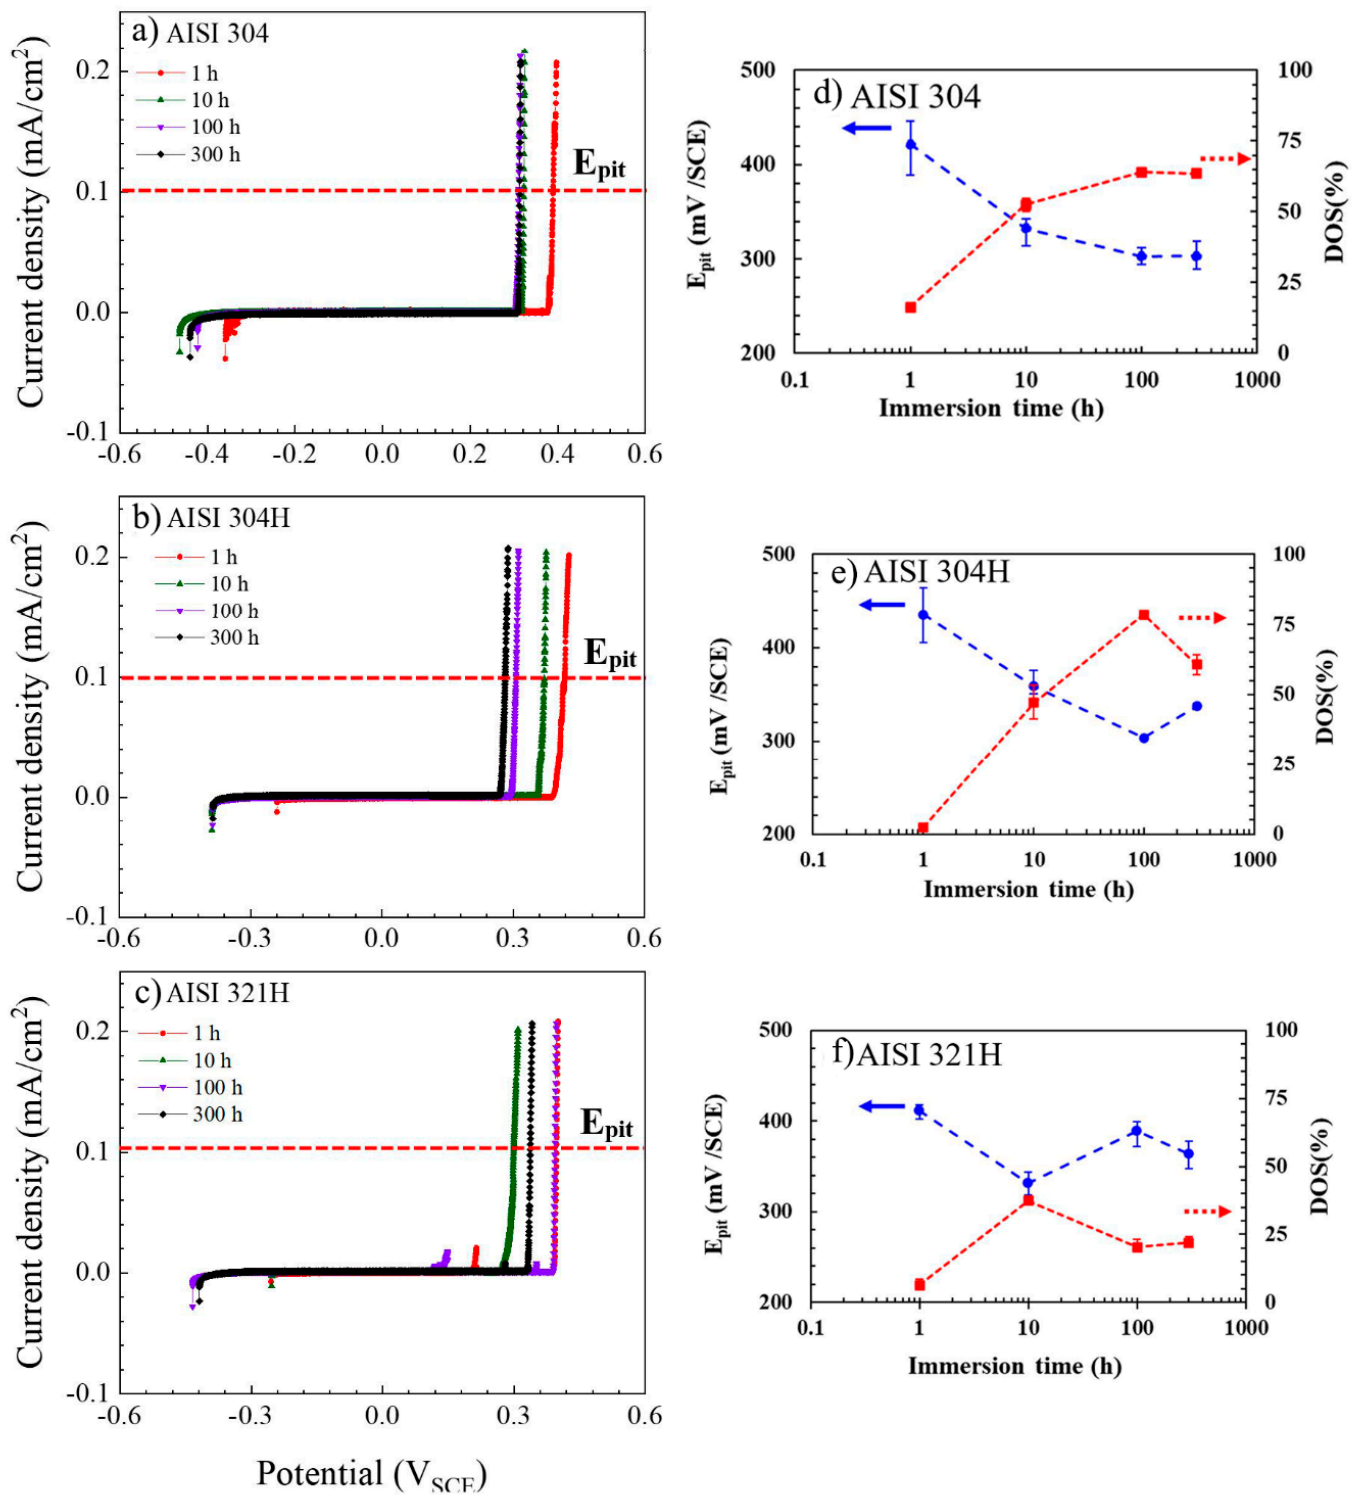 a) AISI 304
1 h
10 h
100 h
300 h
E_pit
Current density (mA/cm²)
0.2
0.1
0.0
-0.1
-0.6 -0.4 -0.2 0.0 0.2 0.4 0.6
d) AISI 304
E_pit (mV /SCE)
500
400
300
200
100
75
50
25
0
DOS(%)
0.1 1 10 100 1000
Immersion time (h)
b) AISI 304H
1 h
10 h
100 h
300 h
E_pit
Current density (mA/cm²)
0.2
0.1
0.0
-0.1
-0.6 -0.3 0.0 0.3 0.6
e) AISI 304H
E_pit (mV /SCE)
500
400
300
200
100
75
50
25
0
DOS(%)
0.1 1 10 100 1000
Immersion time (h)
c) AISI 321H
1 h
10 h
100 h
300 h
E_pit
Current density (mA/cm²)
0.2
0.1
0.0
-0.1
-0.6 -0.3 0.0 0.3 0.6
Potential (V_SCE)
f) AISI 321H
E_pit (mV /SCE)
500
400
300
200
100
75
50
25
0
DOS(%)
0.1 1 10 100 1000
Immersion time (h)